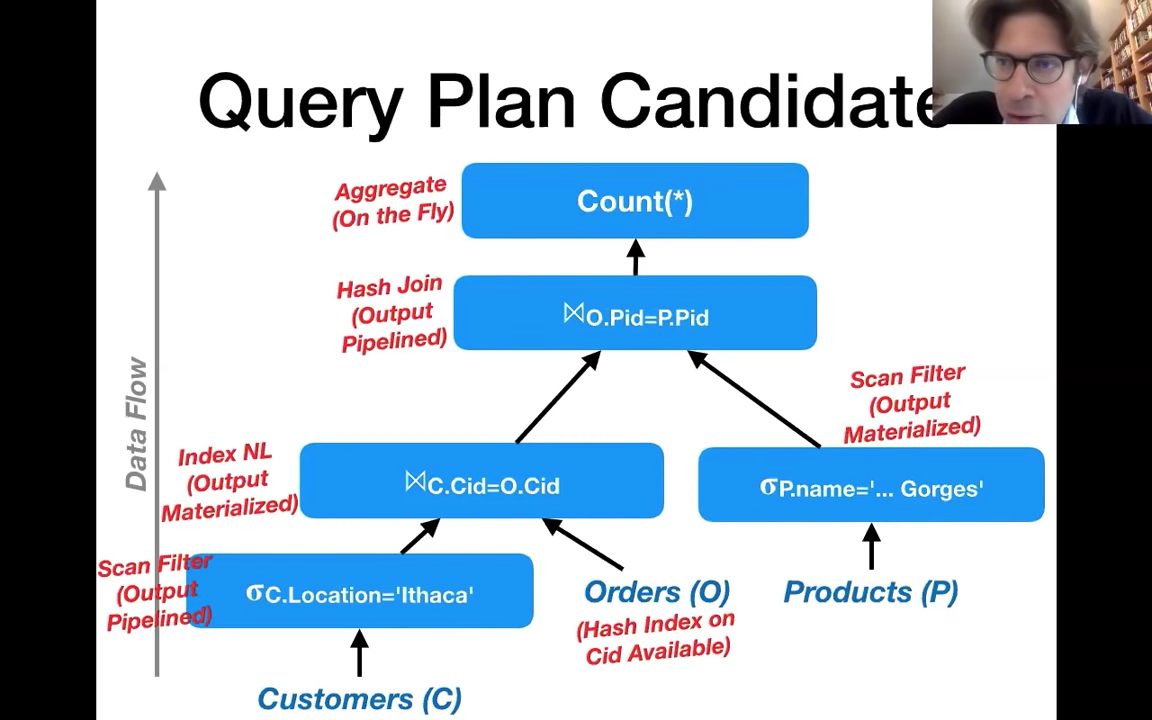 Query Plan Candidate
Aggregate
(On the Fly)
Count(*)
Hash Join
(Output
Pipelined)
⋈O.Pid=P.Pid
Data Flow
Scan Filter
(Output
Materialized)
Index NL
(Output
Materialized)
⋈C.Cid=O.Cid
σP.name='... Gorges'
Scan Filter
(Output
Pipelined)
σC.Location='Ithaca'
Orders (O)
(Hash Index on
Cid Available)
Products (P)
Customers (C)